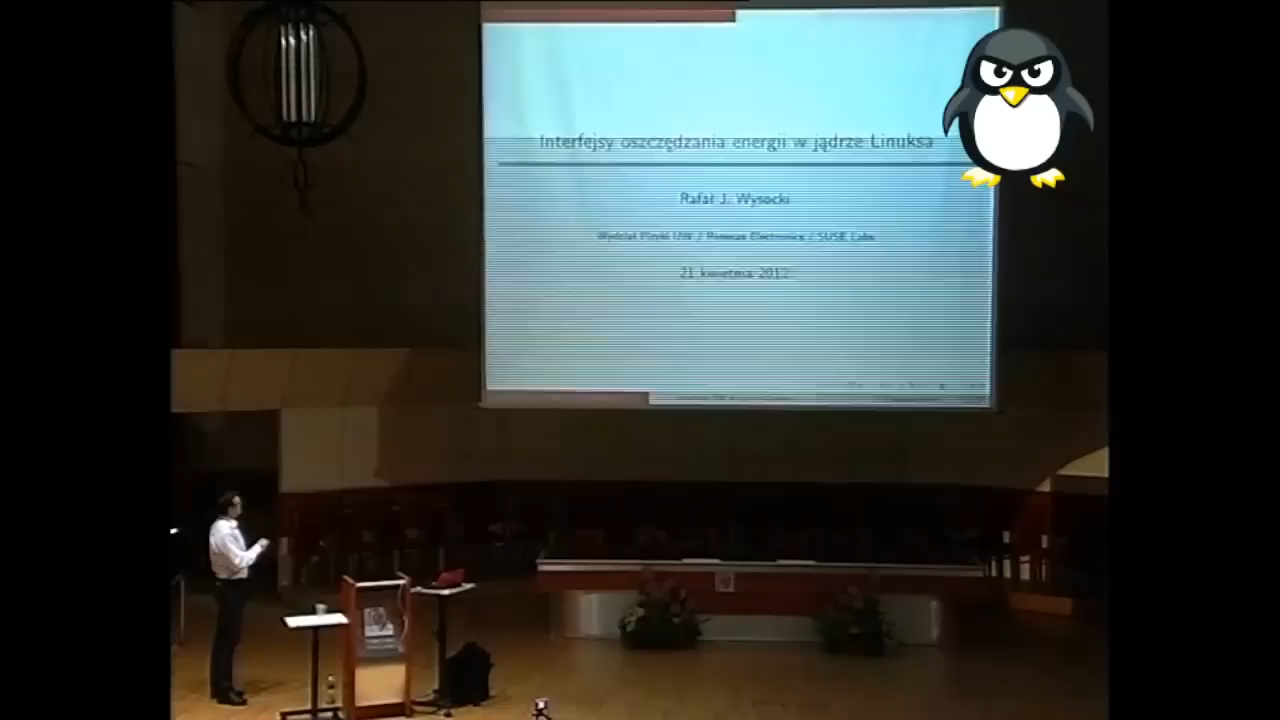 Interfejsy oszczędzania energii w jądrze Linuksa
Rafał J. Wysocki
Wydział Fizyki UW / Renesas Electronics / SUSE Labs
21 kwietnia 2012